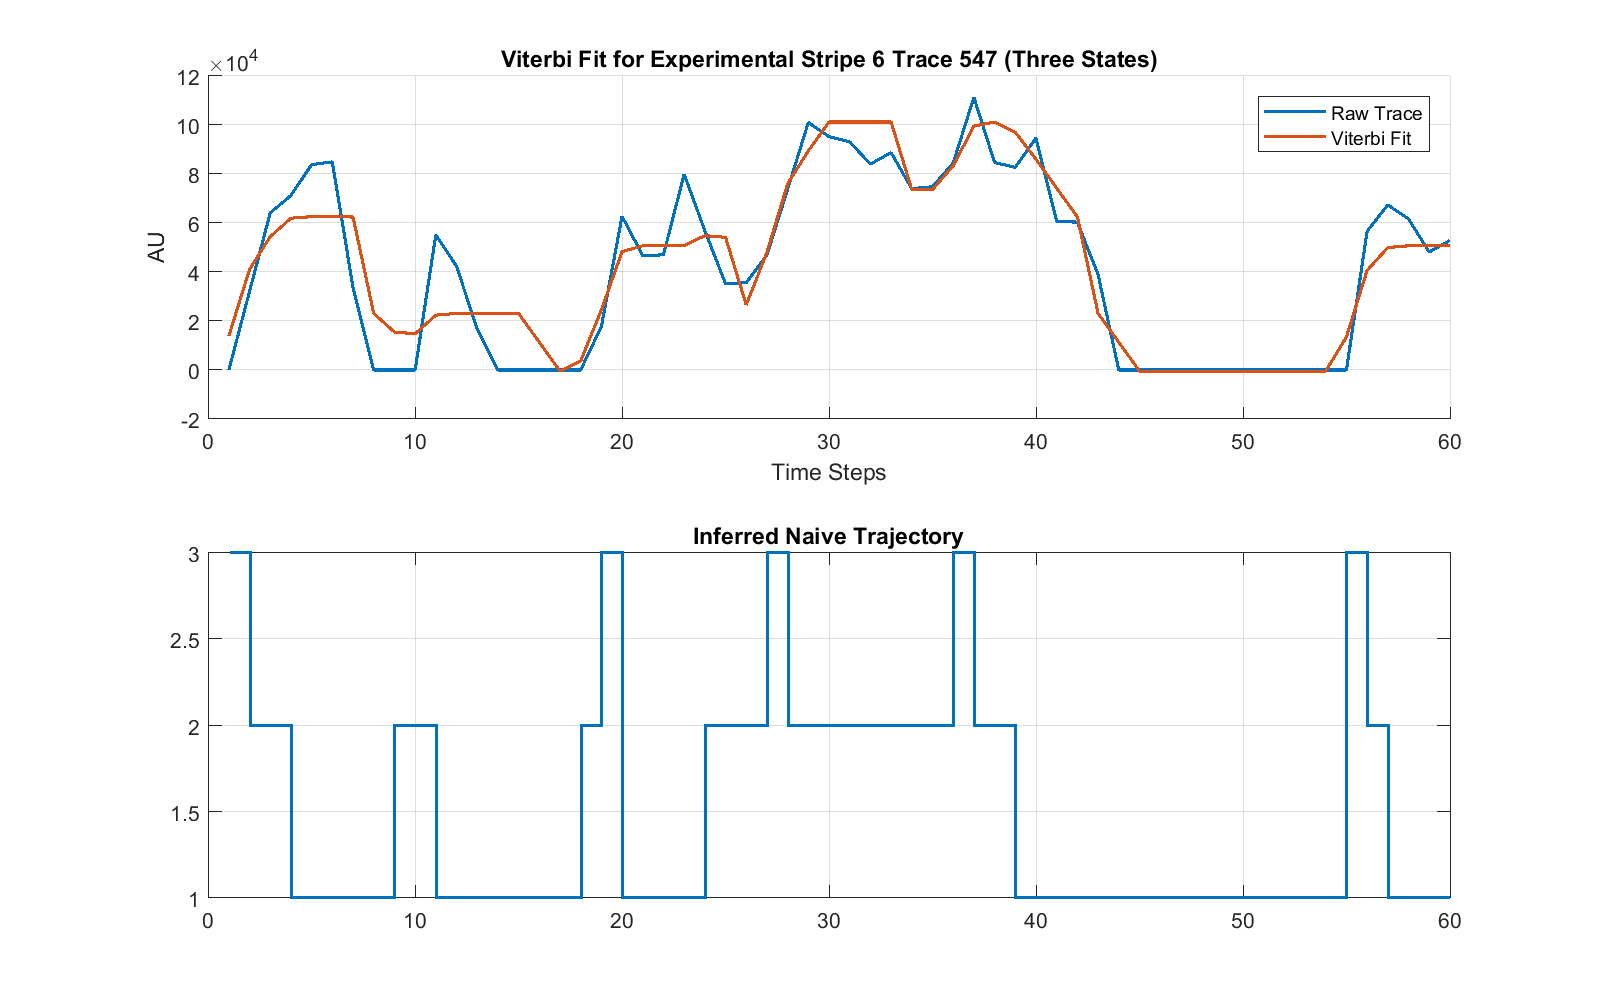 Viterbi Fit for Experimental Stripe 6 Trace 547 (Three States)
×10^4
12
10
8
6
4
2
0
-2
AU
Raw Trace
Viterbi Fit
0 10 20 30 40 50 60
Time Steps
Inferred Naive Trajectory
3
2.5
2
1.5
1
0 10 20 30 40 50 60